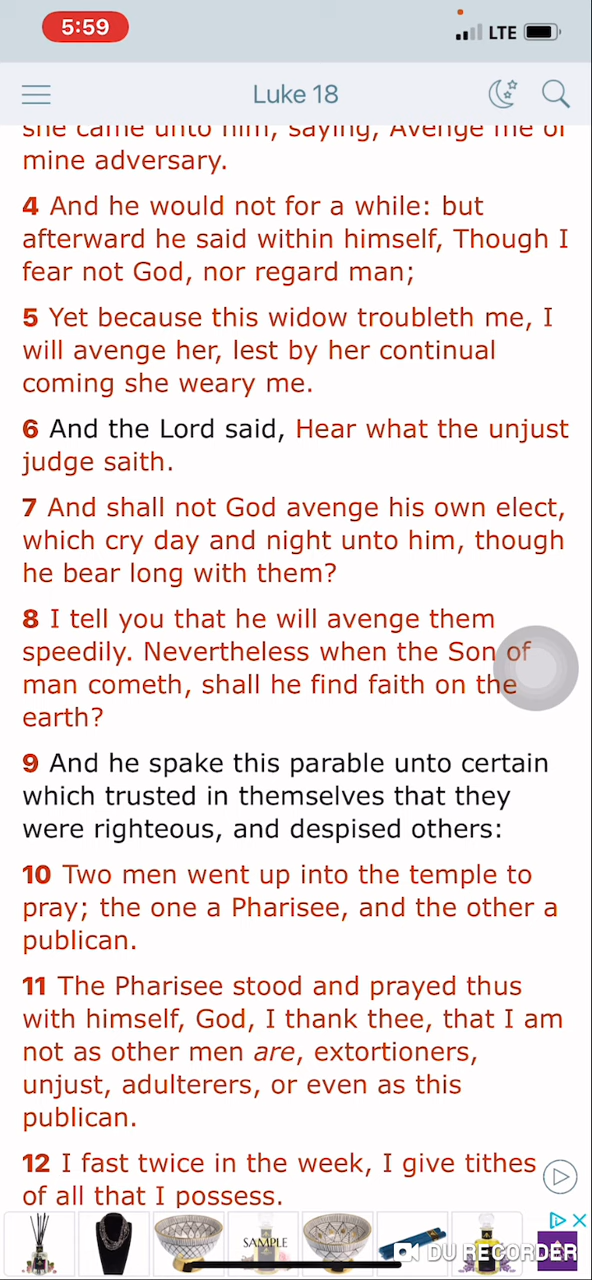 5:59
LTE
Luke 18
she came unto him, saying, Avenge me of
mine adversary.
4 And he would not for a while: but
afterward he said within himself, Though I
fear not God, nor regard man;
5 Yet because this widow troubleth me, I
will avenge her, lest by her continual
coming she weary me.
6 And the Lord said, Hear what the unjust
judge saith.
7 And shall not God avenge his own elect,
which cry day and night unto him, though
he bear long with them?
8 I tell you that he will avenge them
speedily. Nevertheless when the Son of
man cometh, shall he find faith on the
earth?
9 And he spake this parable unto certain
which trusted in themselves that they
were righteous, and despised others:
10 Two men went up into the temple to
pray; the one a Pharisee, and the other a
publican.
11 The Pharisee stood and prayed thus
with himself, God, I thank thee, that I am
not as other men are, extortioners,
unjust, adulterers, or even as this
publican.
12 I fast twice in the week, I give tithes
of all that I possess.
SAMPLE
DU RECORDER